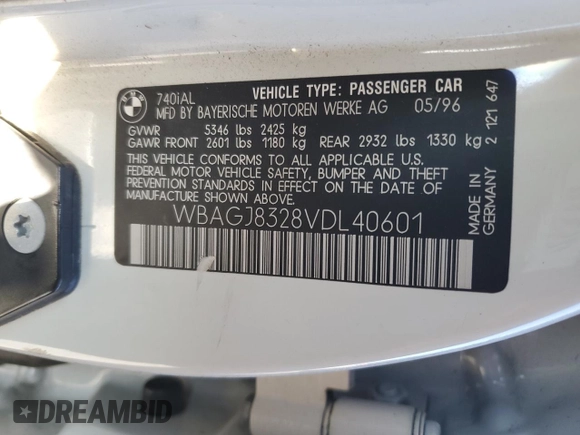 BMW
740iAL
VEHICLE TYPE: PASSENGER CAR
MFD BY BAYERISCHE MOTOREN WERKE AG 05/96
GVWR 5346 lbs 2425 kg
GAWR FRONT 2601 lbs 1180 kg REAR 2932 lbs 1330 kg
THIS VEHICLE CONFORMS TO ALL APPLICABLE U.S.
FEDERAL MOTOR VEHICLE SAFETY, BUMPER AND THEFT
PREVENTION STANDARDS IN EFFECT ON THE DATE OF
MANUFACTURE SHOWN ABOVE.
WBAGJ8328VDL40601
MADE IN
GERMANY 2 121 647
DREAMBID